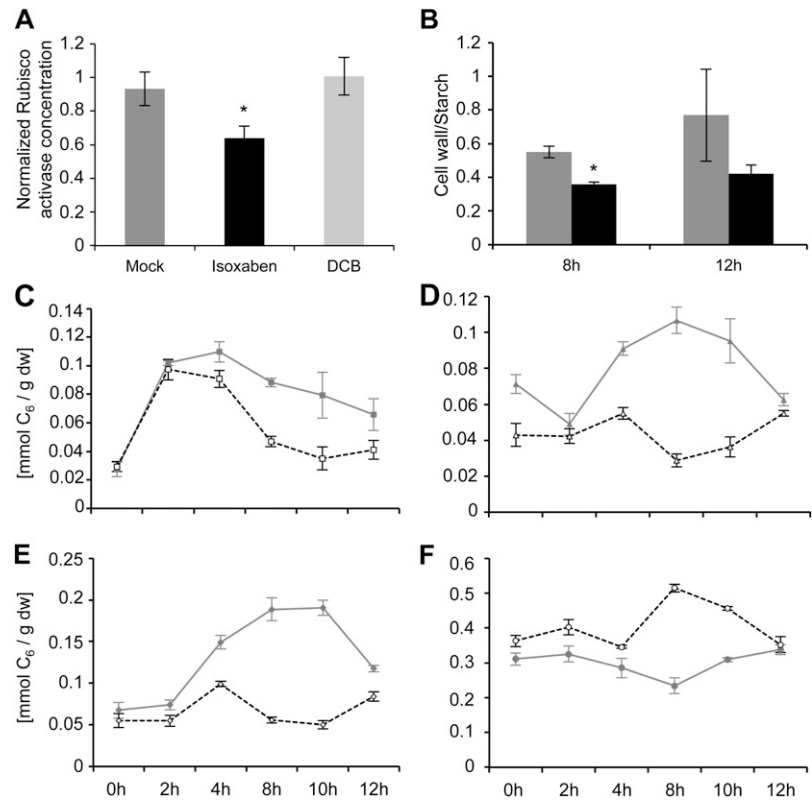 A
Normalized Rubisco
activase concentration
1.2
1
0.8
0.6
0.4
0.2
0
*
Mock Isoxaben DCB
B
Cell wall/Starch
1.2
1
0.8
0.6
0.4
0.2
0
*
8h 12h
C
[mmol C6 / g dw]
0.14
0.12
0.1
0.08
0.06
0.04
0.02
0
D
0.12
0.1
0.08
0.06
0.04
0.02
0
E
[mmol C6 / g dw]
0.25
0.2
0.15
0.1
0.05
0
0h 2h 4h 8h 10h 12h
F
0.6
0.5
0.4
0.3
0.2
0.1
0
0h 2h 4h 8h 10h 12h